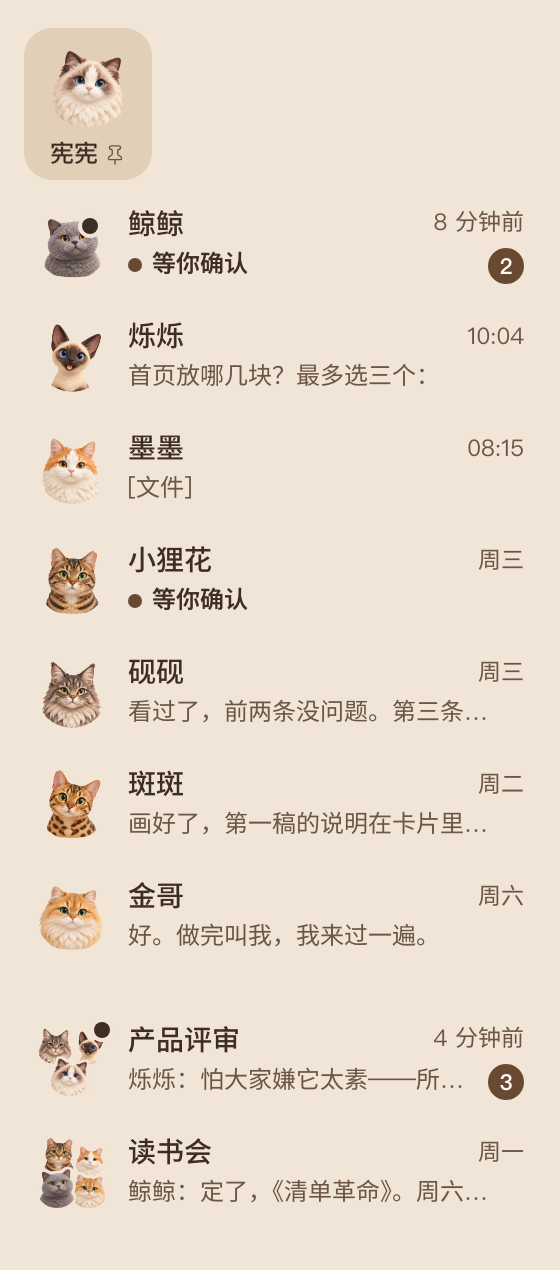 宪宪
鲸鲸 8 分钟前
等你确认 2
烁烁 10:04
首页放哪几块？最多选三个：
墨墨 08:15
[文件]
小狸花 周三
等你确认
砚砚 周三
看过了，前两条没问题。第三条…
斑斑 周二
画好了，第一稿的说明在卡片里…
金哥 周六
好。做完叫我，我来过一遍。
产品评审 4 分钟前
烁烁：怕大家嫌它太素——所… 3
读书会 周一
鲸鲸：定了，《清单革命》。周六…